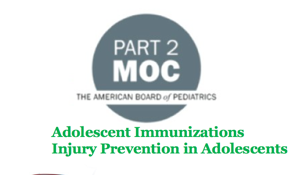 PART 2
MOC
THE AMERICAN BOARD of PEDIATRICS
Adolescent Immunizations
Injury Prevention in Adolescents